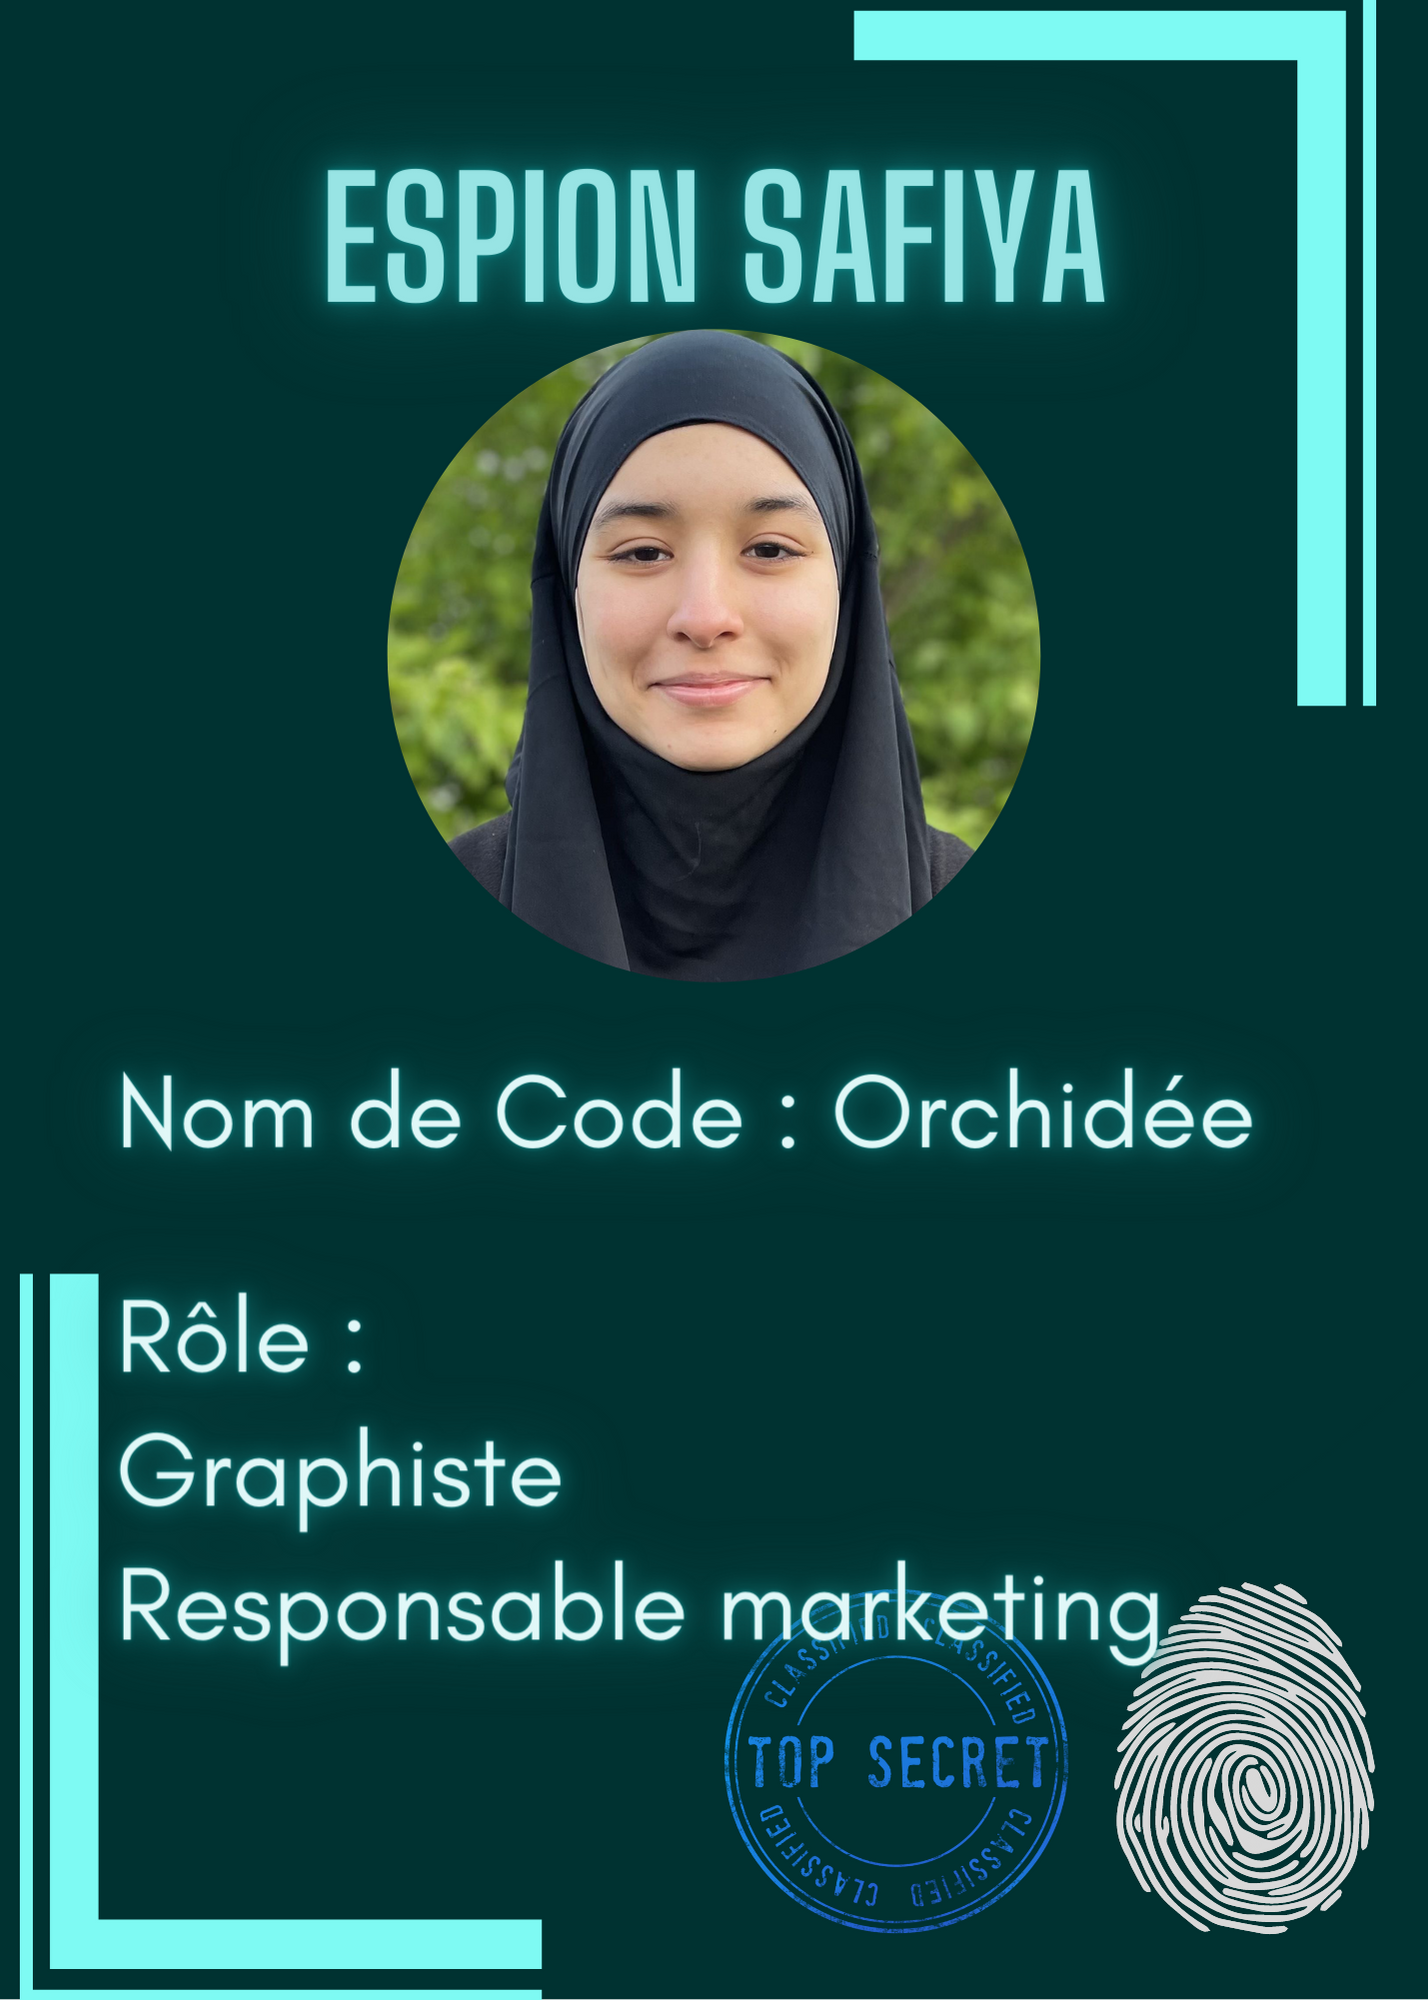 ESPION SAFIYA
Nom de Code : Orchidée
Rôle :
Graphiste
Responsable marketing
CLASSIFIED CLASSIFIED
TOP SECRET
CLASSIFIED CLASSIFIED